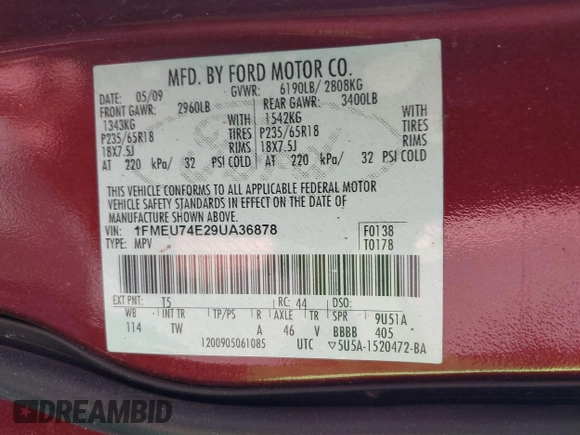 MFD. BY FORD MOTOR CO.
DATE: 05/09 GVWR: 6190LB/ 2808KG
FRONT GAWR: 2960LB REAR GAWR: 3400LB
1343KG WITH 1542KG WITH
P235/65R18 TIRES P235/65R18 TIRES
18X7.5J RIMS 18X7.5J RIMS
AT 220 kPa/ 32 PSI COLD AT 220 kPa/ 32 PSI COLD
THIS VEHICLE CONFORMS TO ALL APPLICABLE FEDERAL MOTOR
VEHICLE SAFETY STANDARDS IN EFFECT ON THE DATE OF
MANUFACTURE SHOWN ABOVE.
VIN: 1FMEU74E29UA36878 F0138
TYPE: MPV T0178
EXT PNT: T5 RC: 44 DSO:
WB INT TR TP/PS R AXLE TR SPR 9U51A
114 TW A 46 V BBBB 405
1200905061085 UTC ▽5U5A-1520472-BA
DREAMBID